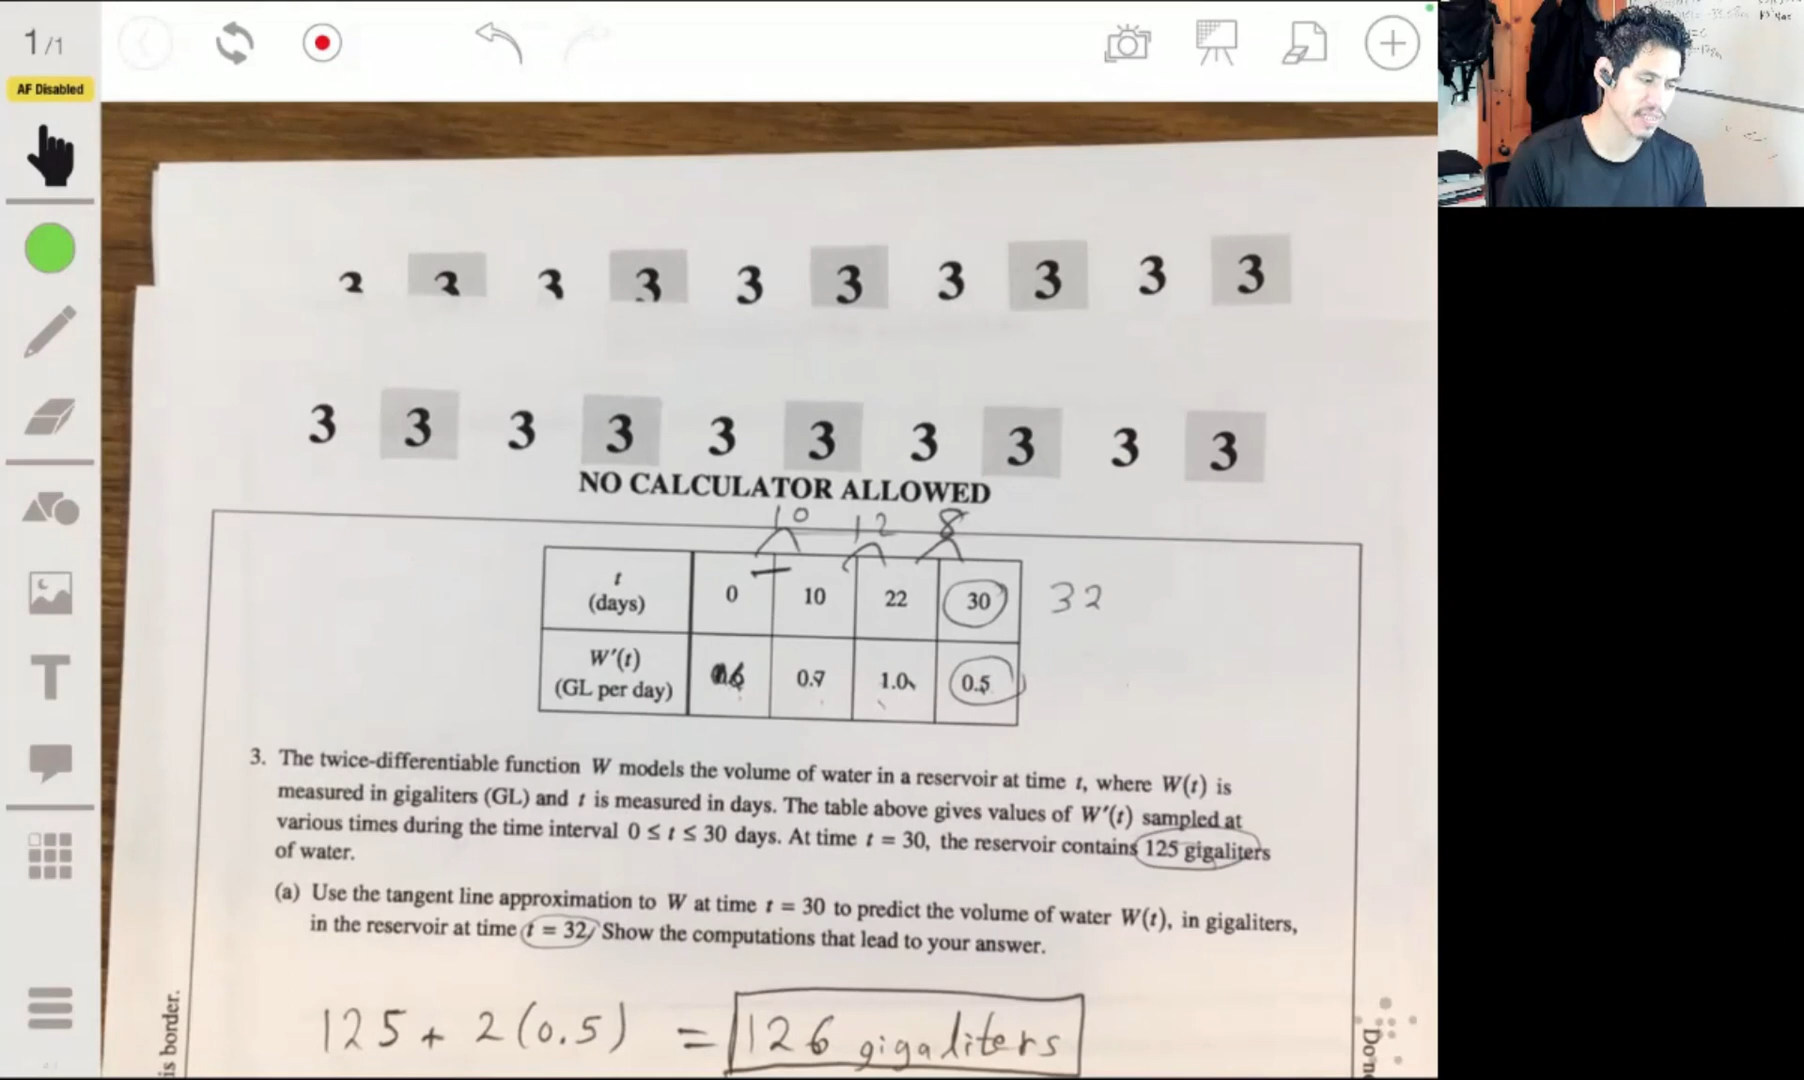 1/1
AF Disabled
3 3 3 3 3 3 3 3 3 3
3 3 3 3 3 3 3 3 3 3
NO CALCULATOR ALLOWED
10 12 8
t
(days) 0 10 22 30 32
W'(t)
(GL per day) 0.6 0.7 1.0 0.5
3. The twice-differentiable function W models the volume of water in a reservoir at time t, where W(t) is
measured in gigaliters (GL) and t is measured in days. The table above gives values of W'(t) sampled at
various times during the time interval 0 ≤ t ≤ 30 days. At time t = 30, the reservoir contains 125 gigaliters
of water.
(a) Use the tangent line approximation to W at time t = 30 to predict the volume of water W(t), in gigaliters,
in the reservoir at time t = 32. Show the computations that lead to your answer.
125 + 2(0.5) = 126 gigaliters
is border.
Do
T